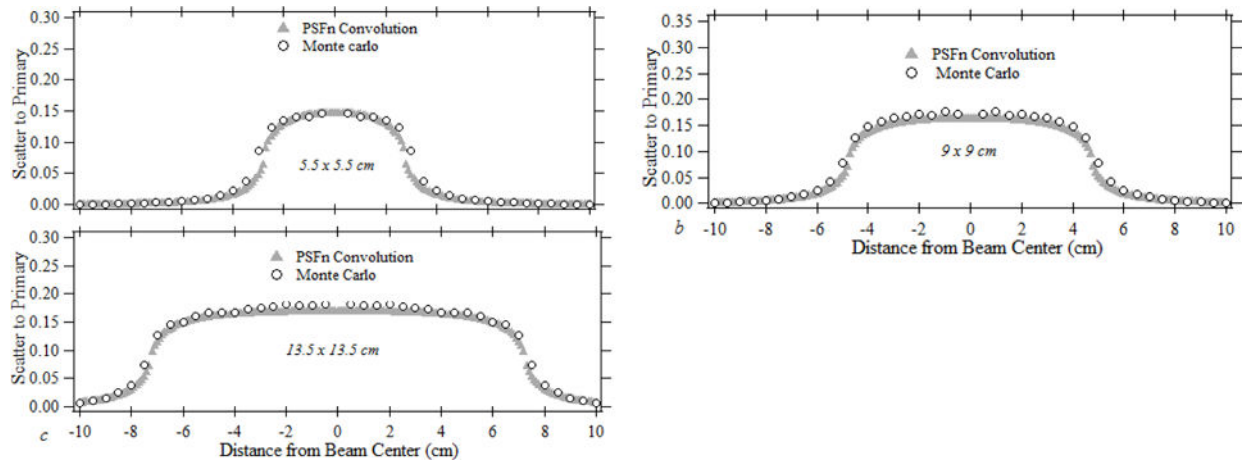 0.30
0.25
0.20
0.15
0.10
0.05
0.00
Scatter to Primary
PSFn Convolution
Monte carlo
5.5 x 5.5 cm
0.35
0.30
0.25
0.20
0.15
0.10
0.05
0.00
Scatter to Primary
PSFn Convolution
Monte Carlo
9 x 9 cm
b
-10 -8 -6 -4 -2 0 2 4 6 8 10
Distance from Beam Center (cm)
0.30
0.25
0.20
0.15
0.10
0.05
0.00
Scatter to Primary
PSFn Convolution
Monte Carlo
13.5 x 13.5 cm
c
-10 -8 -6 -4 -2 0 2 4 6 8 10
Distance from Beam Center (cm)